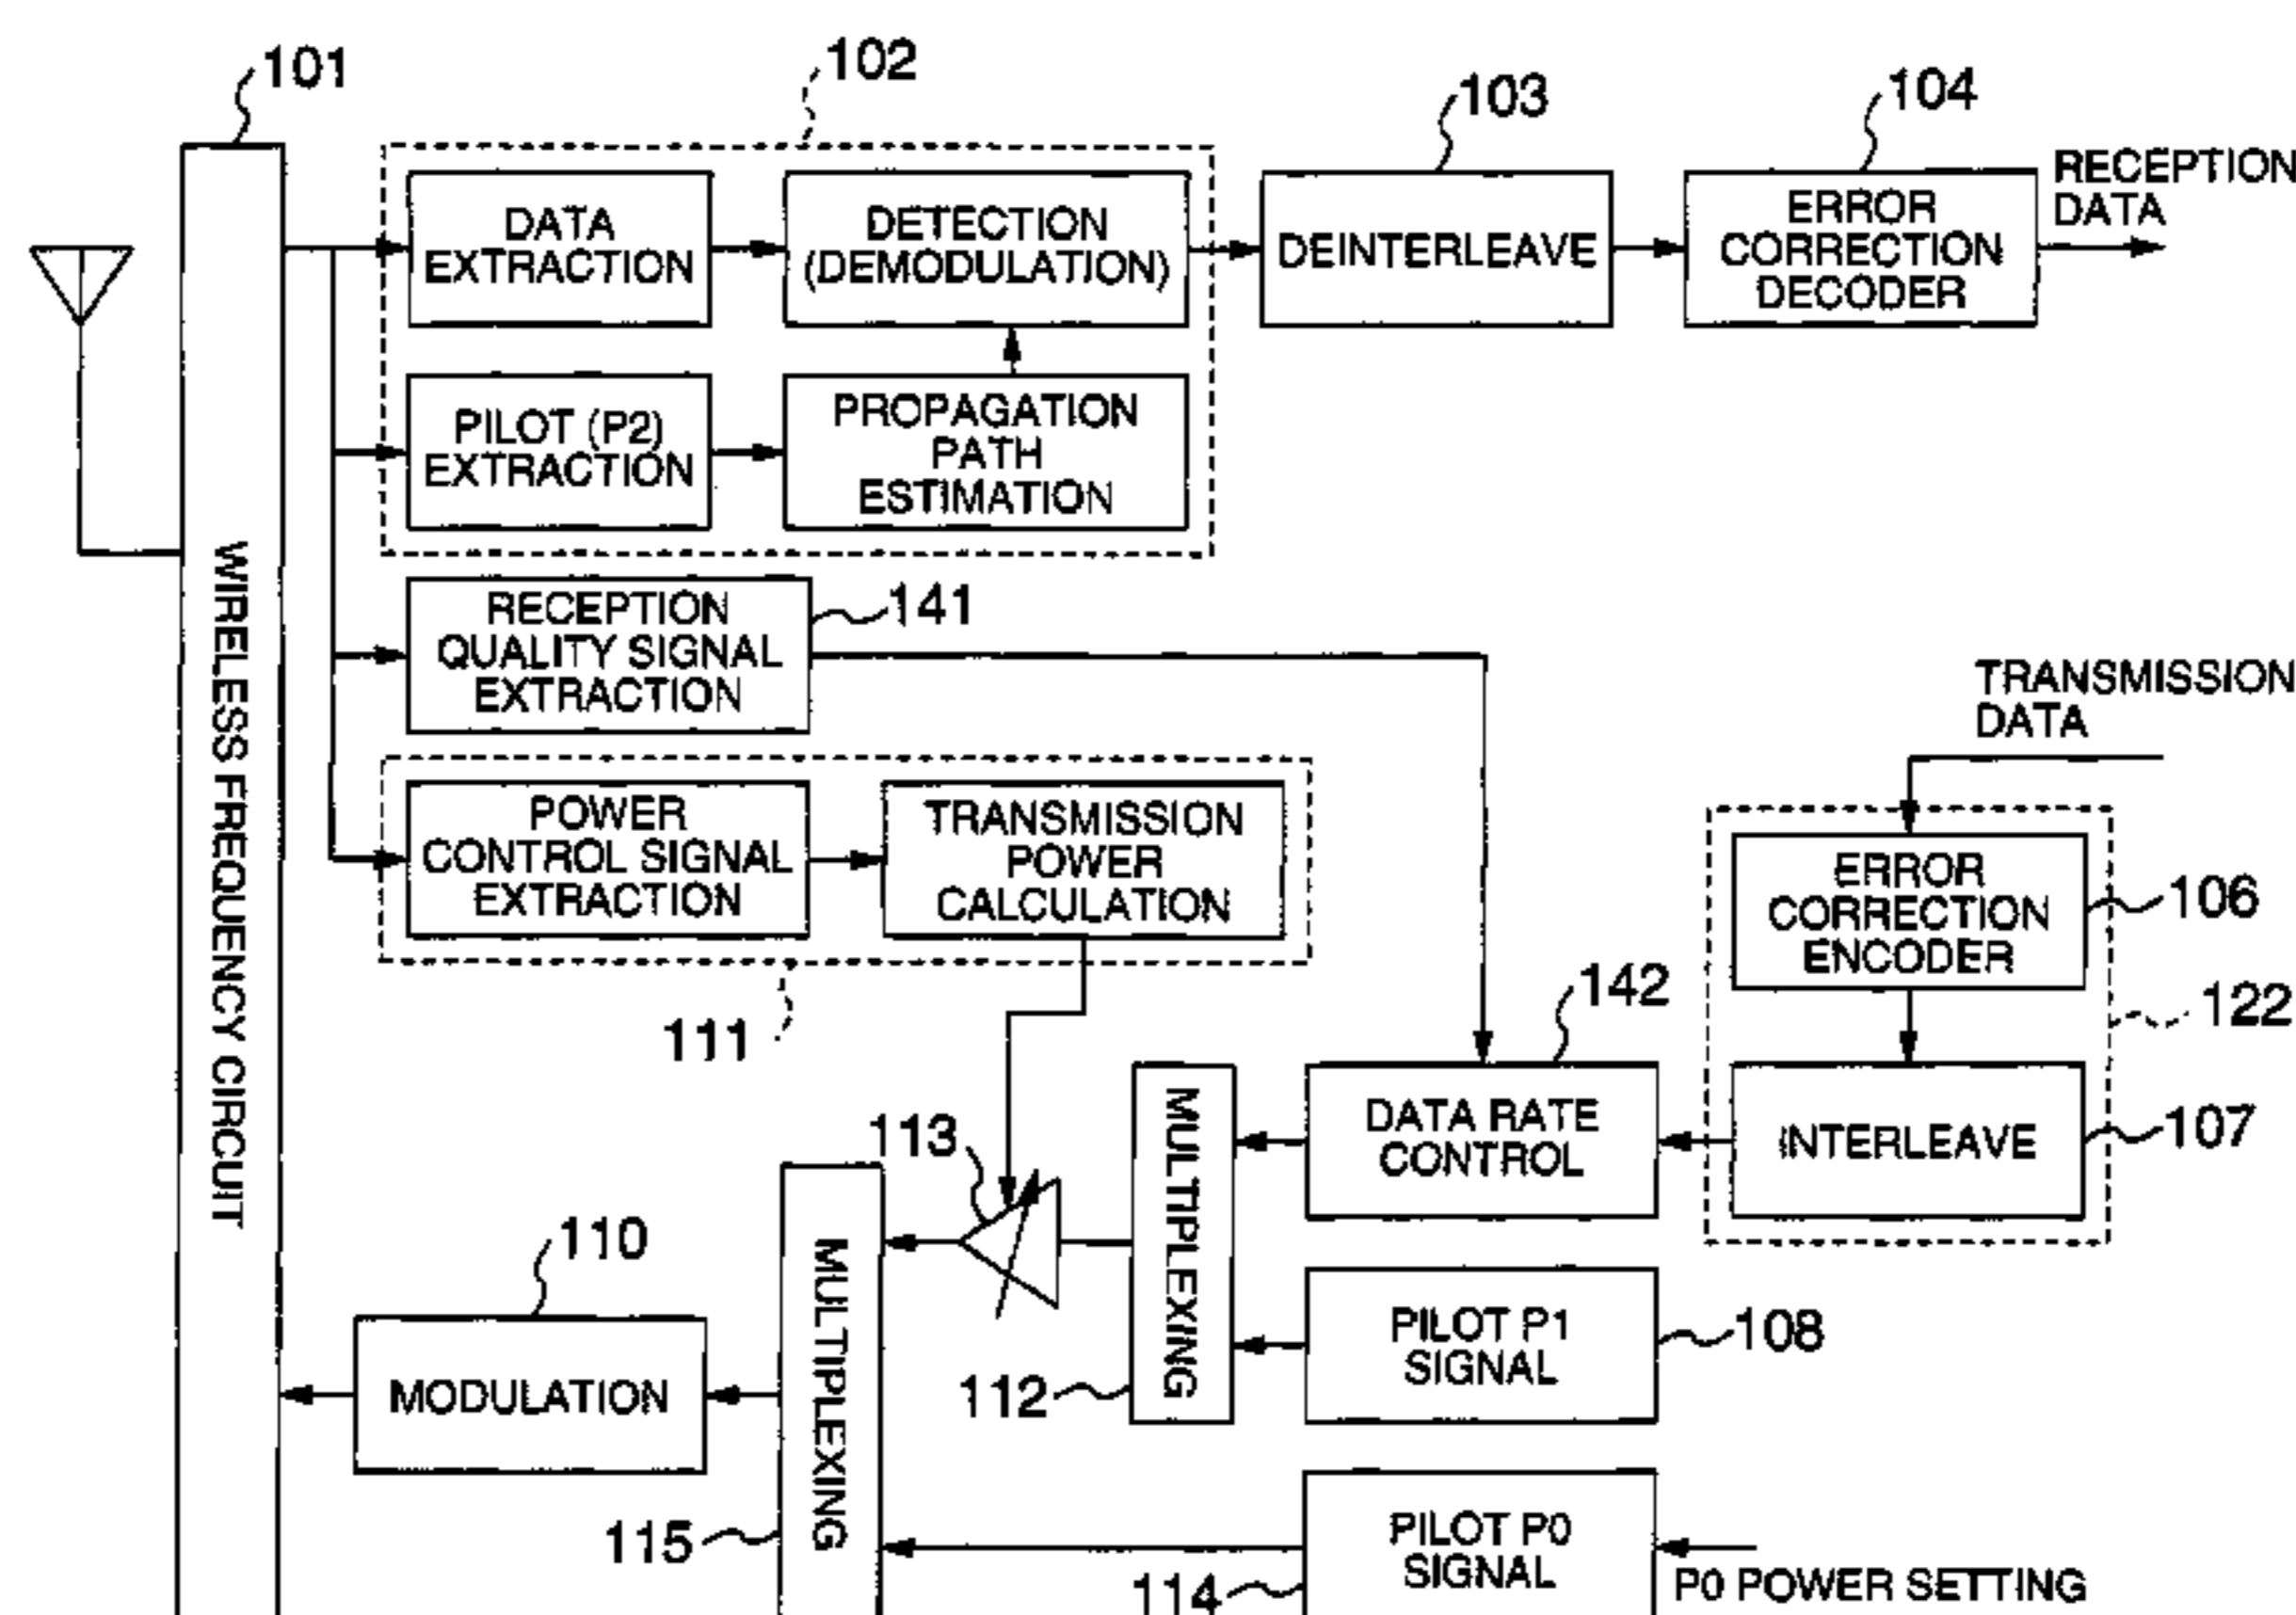 101
102
103
104
DATA
EXTRACTION
DETECTION
(DEMODULATION)
DEINTERLEAVE
ERROR
CORRECTION
DECODER
RECEPTION
DATA
PILOT (P2)
EXTRACTION
PROPAGATION
PATH
ESTIMATION
WIRELESS FREQUENCY CIRCUIT
RECEPTION
QUALITY SIGNAL
EXTRACTION
141
TRANSMISSION
DATA
POWER
CONTROL SIGNAL
EXTRACTION
TRANSMISSION
POWER
CALCULATION
111
ERROR
CORRECTION
ENCODER
106
122
142
DATA RATE
CONTROL
INTERLEAVE
107
MULTIPLEXING
113
112
PILOT P1
SIGNAL
108
110
MODULATION
MULTIPLEXING
115
PILOT P0
SIGNAL
114
P0 POWER SETTING